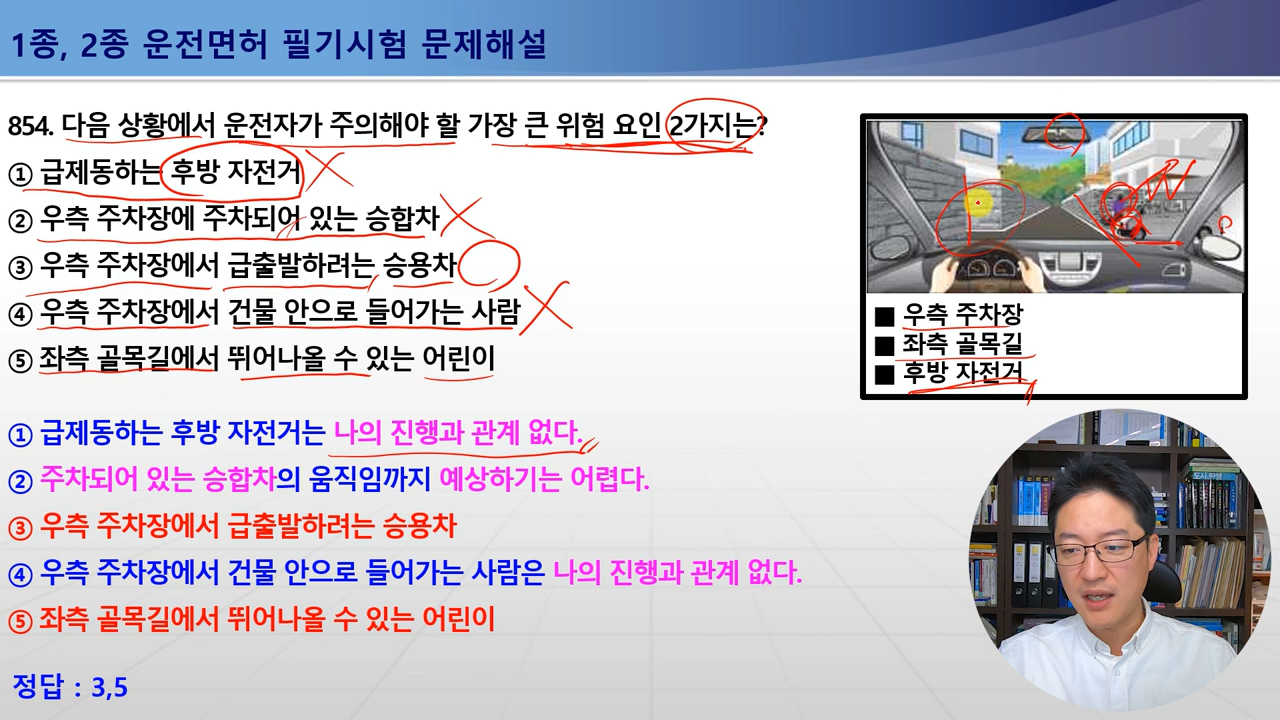 1종, 2종 운전면허 필기시험 문제해설
854. 다음 상황에서 운전자가 주의해야 할 가장 큰 위험 요인 2가지는?
① 급제동하는 후방 자전거
② 우측 주차장에 주차되어 있는 승합차
③ 우측 주차장에서 급출발하려는 승용차
④ 우측 주차장에서 건물 안으로 들어가는 사람
⑤ 좌측 골목길에서 뛰어나올 수 있는 어린이
■ 우측 주차장
■ 좌측 골목길
■ 후방 자전거
① 급제동하는 후방 자전거는 나의 진행과 관계 없다.
② 주차되어 있는 승합차의 움직임까지 예상하기는 어렵다.
③ 우측 주차장에서 급출발하려는 승용차
④ 우측 주차장에서 건물 안으로 들어가는 사람은 나의 진행과 관계 없다.
⑤ 좌측 골목길에서 뛰어나올 수 있는 어린이
정답 : 3,5